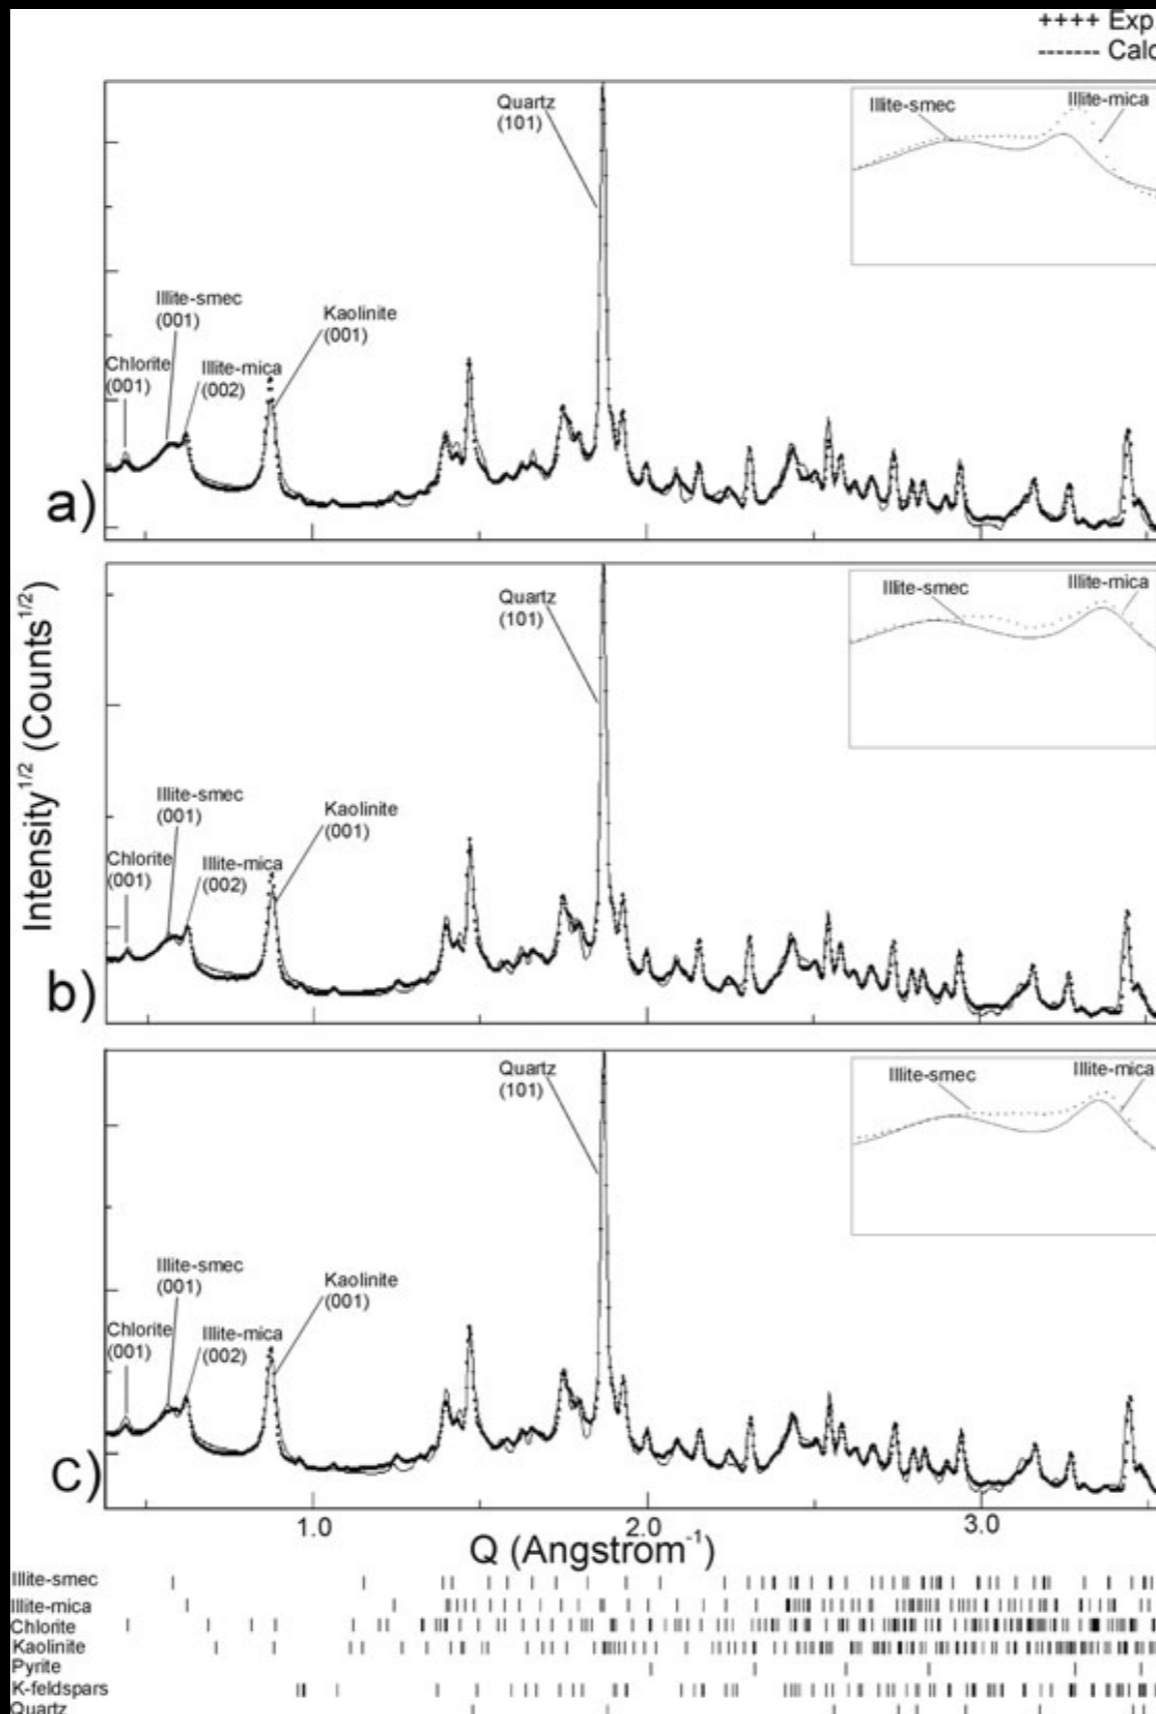 ++++ Exp
------- Calc
Quartz
(101)
Illite-smec
Illite-mica
Illite-smec
(001)
Kaolinite
(001)
Chlorite
(001)
Illite-mica
(002)
a)
Quartz
(101)
Illite-smec
Illite-mica
Illite-smec
(001)
Kaolinite
(001)
Chlorite
(001)
Illite-mica
(002)
b)
Intensity1/2 (Counts1/2)
Quartz
(101)
Illite-smec
Illite-mica
Illite-smec
(001)
Kaolinite
(001)
Chlorite
(001)
Illite-mica
(002)
c)
1.0 2.0 3.0
Q (Angstrom-1)
Illite-smec
Illite-mica
Chlorite
Kaolinite
Pyrite
K-feldspars
Quartz